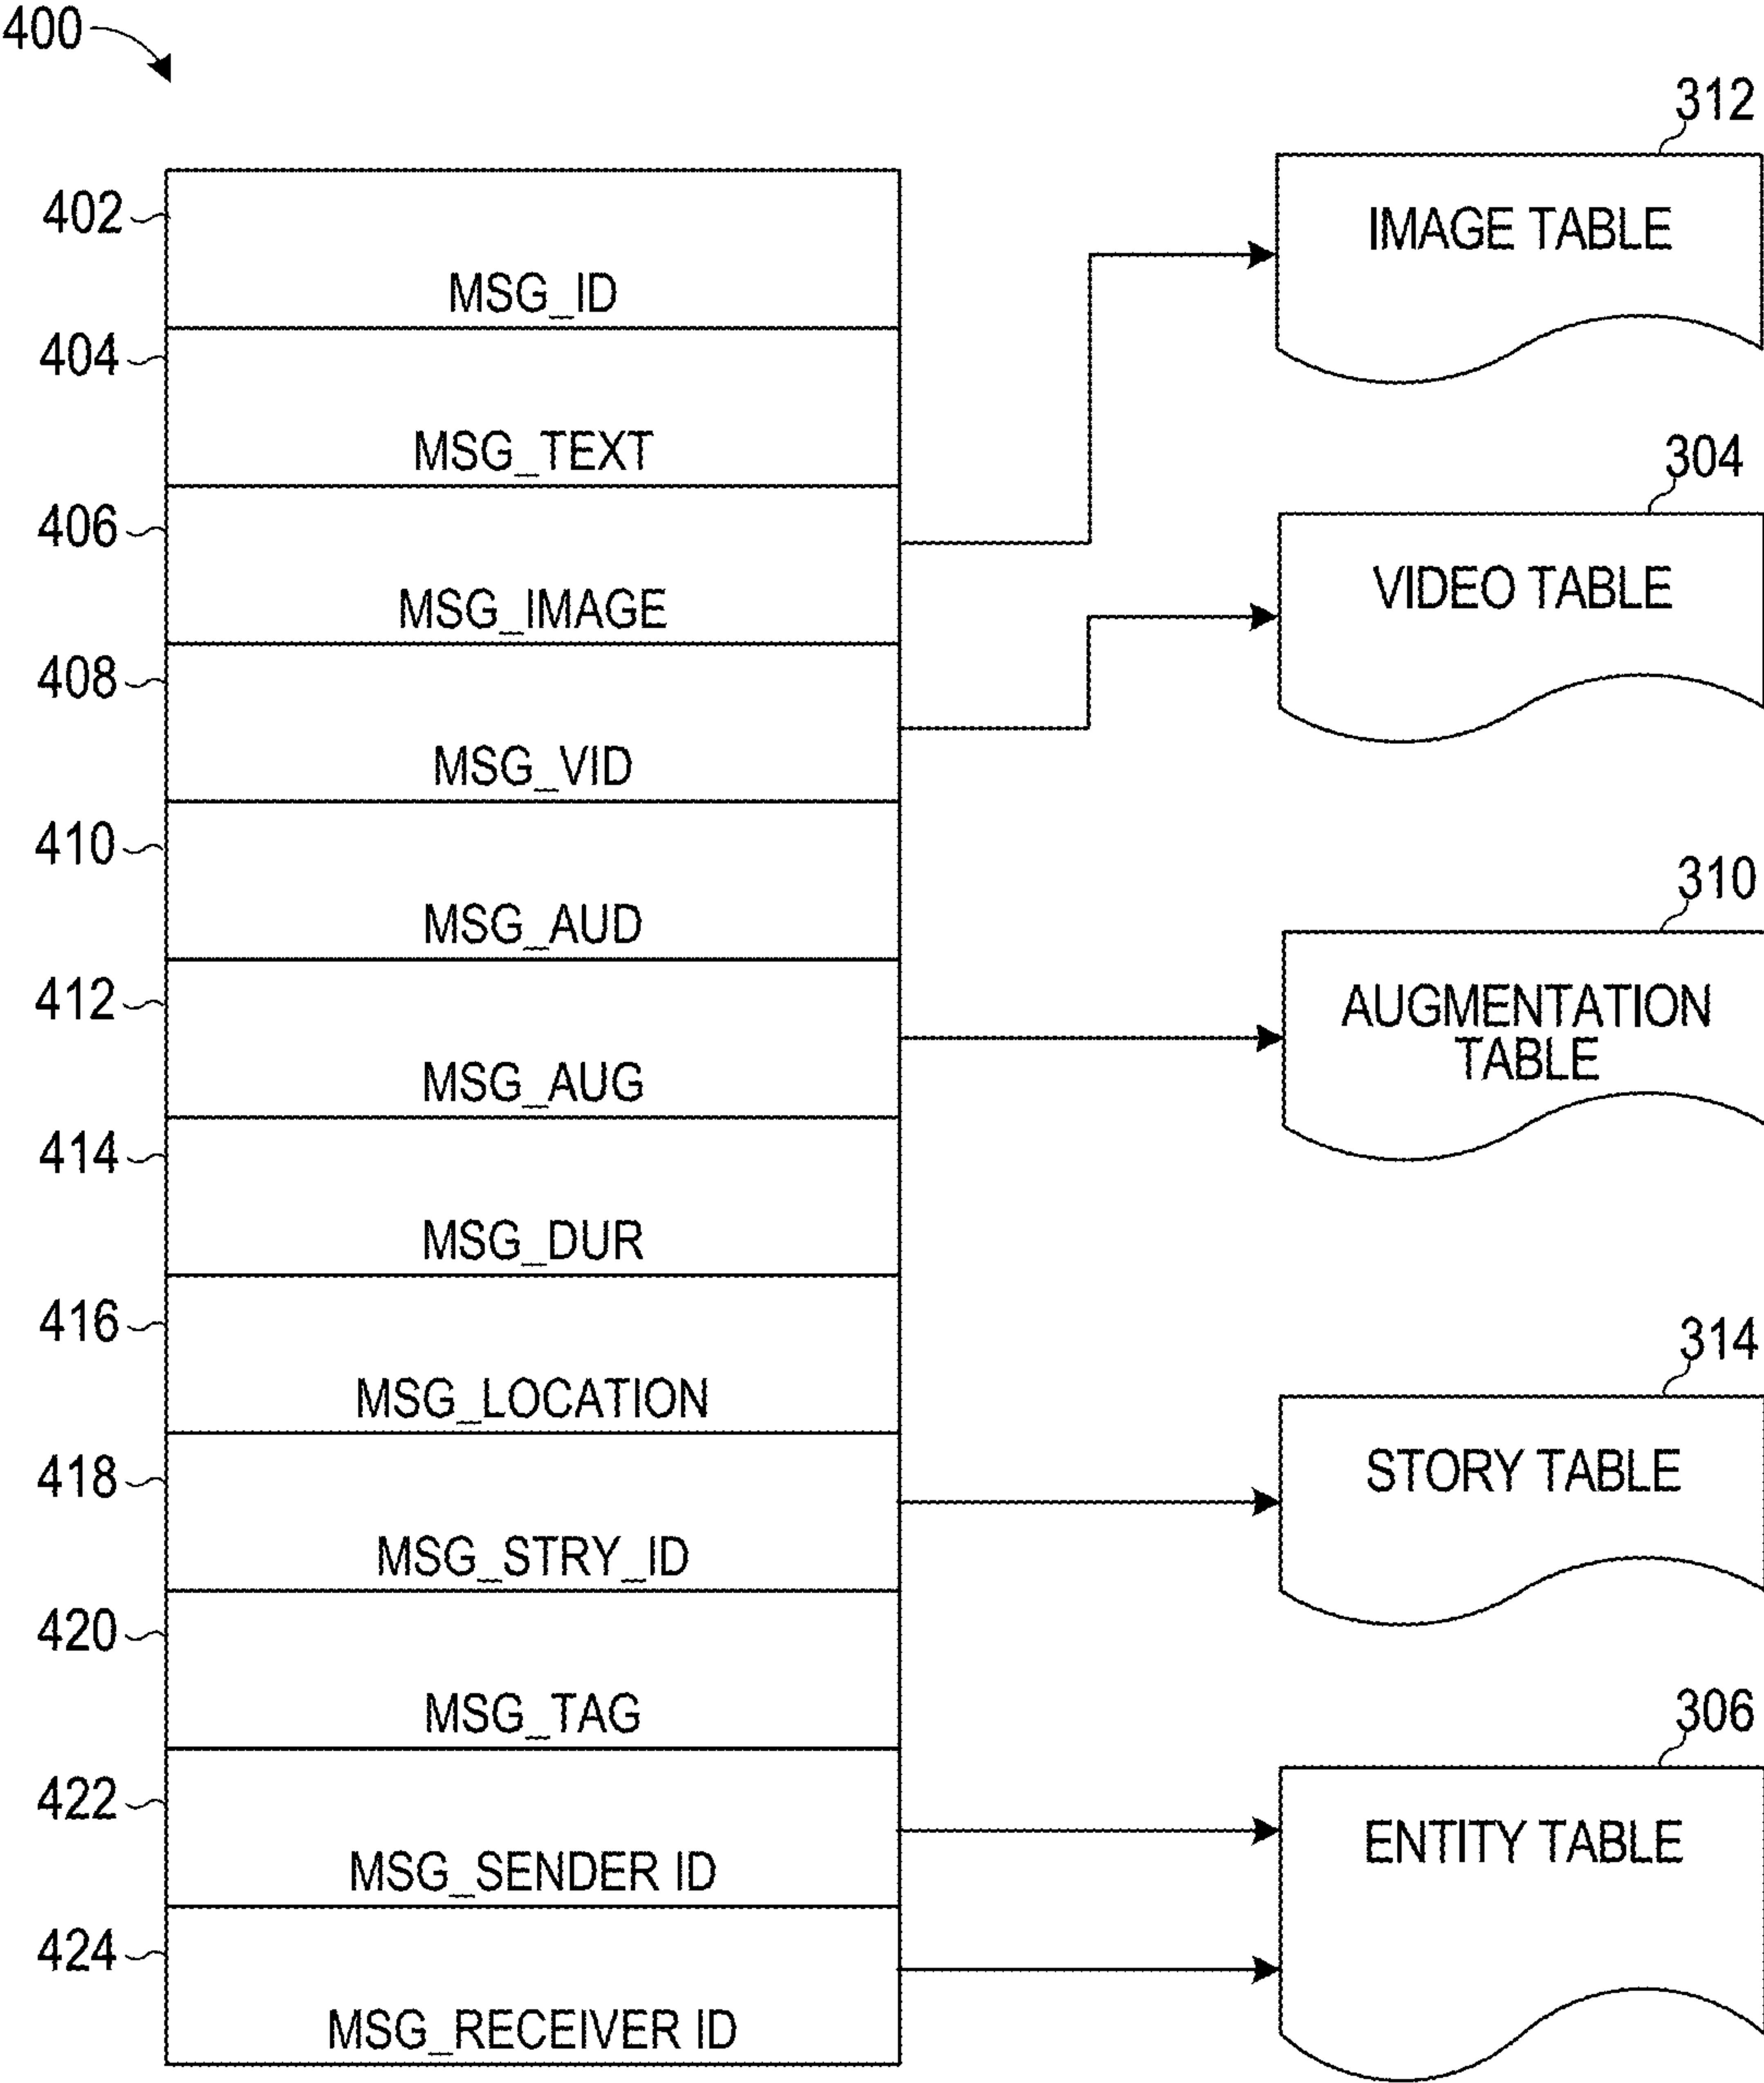 400
402
MSG_ID
404
MSG_TEXT
406
MSG_IMAGE
408
MSG_VID
410
MSG_AUD
412
MSG_AUG
414
MSG_DUR
416
MSG_LOCATION
418
MSG_STRY_ID
420
MSG_TAG
422
MSG_SENDER ID
424
MSG_RECEIVER ID
312
IMAGE TABLE
304
VIDEO TABLE
310
AUGMENTATION
TABLE
314
STORY TABLE
306
ENTITY TABLE